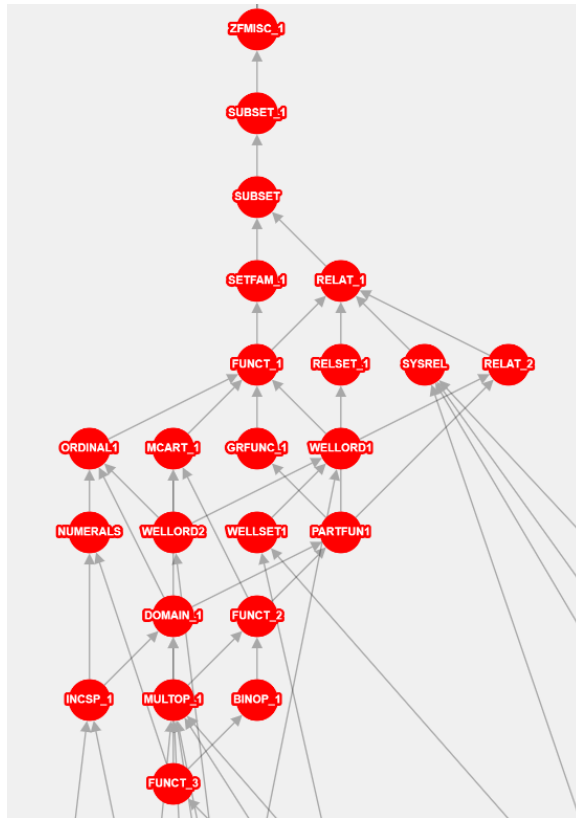 ZFMISC_1
SUBSET_1
SUBSET
SETFAM_1
RELAT_1
FUNCT_1
RELSET_1
SYSREL
RELAT_2
ORDINAL1
MCART_1
GRFUNC_1
WELLORD1
NUMERALS
WELLORD2
WELLSET1
PARTFUN1
DOMAIN_1
FUNCT_2
INCSP_1
MULTOP_1
BINOP_1
FUNCT_3